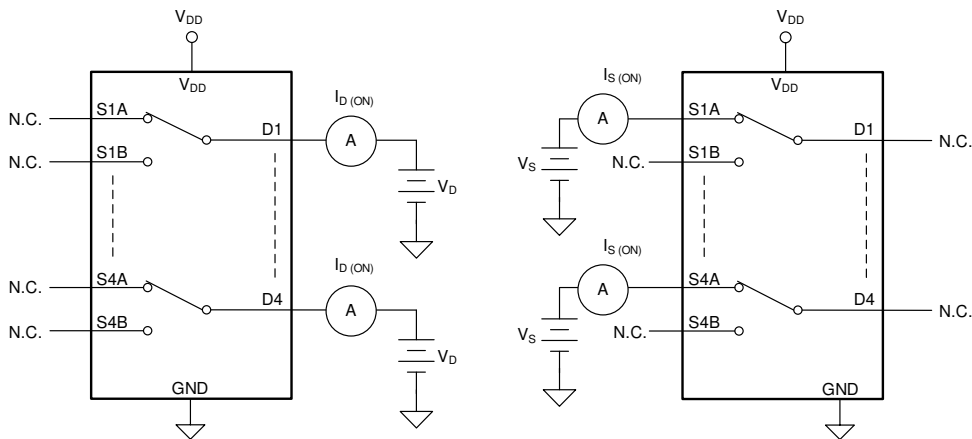 VDD
VDD
ID (ON)
S1A
N.C.
D1
A
S1B
N.C.
VD
ID (ON)
S4A
N.C.
D4
A
S4B
N.C.
VD
GND
VDD
VDD
IS (ON)
A
S1A
D1
N.C.
S1B
VS
N.C.
IS (ON)
A
S4A
D4
N.C.
S4B
VS
N.C.
GND